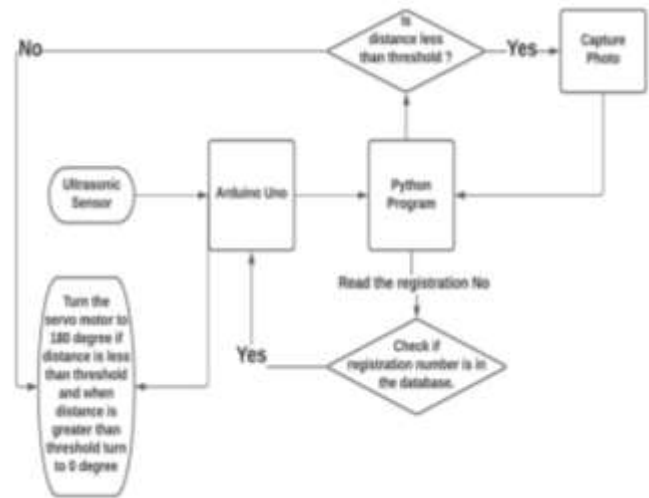 Is
distance less
than threshold ?
No
Yes
Capture
Photo
Ultrasonic
Sensor
Arduino Uno
Python
Program
Read the registration No
Turn the
servo motor to
180 degree if
distance is less
than threshold
and when
distance is
greater than
threshold turn
to 0 degree
Yes
Check if
registration number is in
the database.